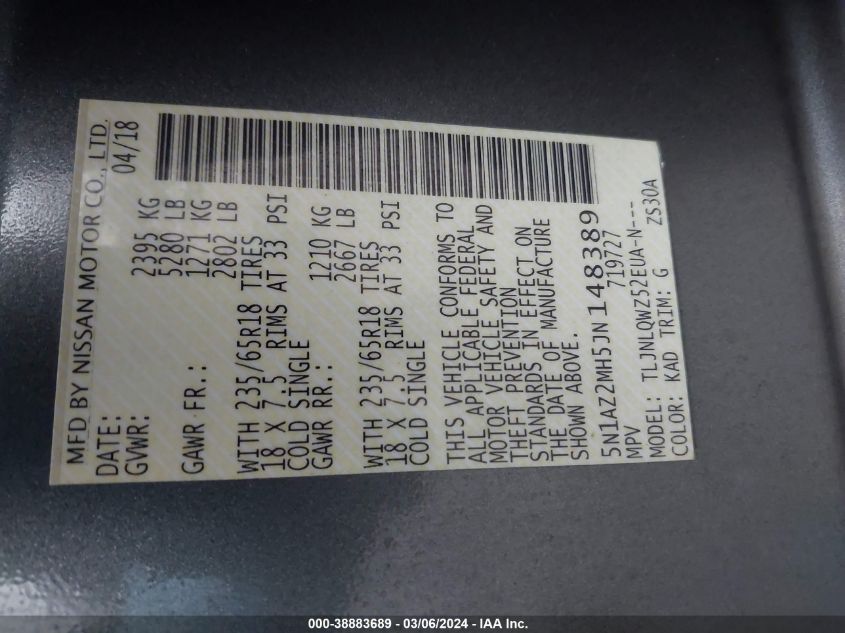 MFD BY NISSAN MOTOR CO., LTD.
DATE: 04/18
GVWR: 2395 KG
5280 LB
GAWR FR.: 1271 KG
2802 LB
WITH 235/65R18 TIRES
18 X 7.5 RIMS AT 33 PSI
COLD SINGLE
GAWR RR.: 1210 KG
2667 LB
WITH 235/65R18 TIRES
18 X 7.5 RIMS AT 33 PSI
COLD SINGLE
THIS VEHICLE CONFORMS TO
ALL APPLICABLE FEDERAL
MOTOR VEHICLE SAFETY AND
THEFT PREVENTION
STANDARDS IN EFFECT ON
THE DATE OF MANUFACTURE
SHOWN ABOVE.
5N1AZ2MH5JN148389
MPV 719727
MODEL: TLJNLQWZ52EUA-N---
COLOR: KAD TRIM: G ZS30A
000-38883689 - 03/06/2024 - IAA Inc.